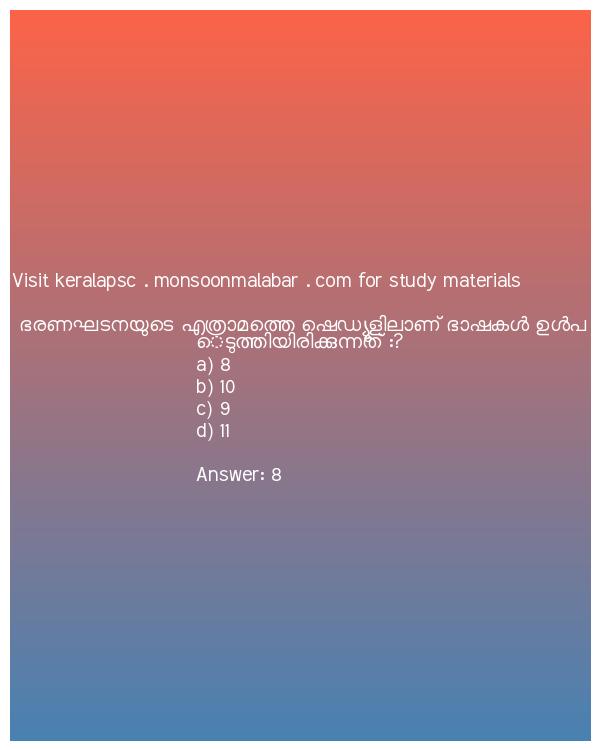 Visit keralapsc . monsoonmalabar . com for study materials
ഭരണഘടനയുടെ എത്രാമത്തെ ഷെഡ്യൂളിലാണ് ഭാഷകൾ ഉൾപ
െടുത്തിയിരിക്കുന്നത് :?
a) 8
b) 10
c) 9
d) 11
Answer: 8